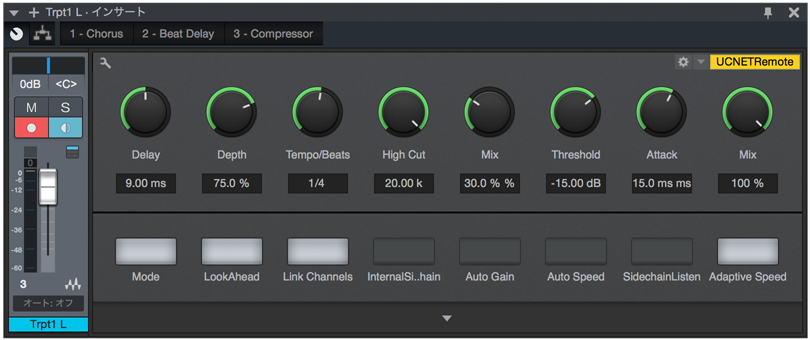 Trpt1 L - インサート
1 - Chorus
2 - Beat Delay
3 - Compressor
0dB
<C>
M
S
0
0
-6
-12
-24
-36
-48
-60
3
オート: オフ
Trpt1 L
UCNETRemote
Delay
Depth
Tempo/Beats
High Cut
Mix
Threshold
Attack
Mix
9.00 ms
75.0 %
1/4
20.00 k
30.0 % %
-15.00 dB
15.0 ms ms
100 %
Mode
LookAhead
Link Channels
InternalSi..hain
Auto Gain
Auto Speed
SidechainListen
Adaptive Speed